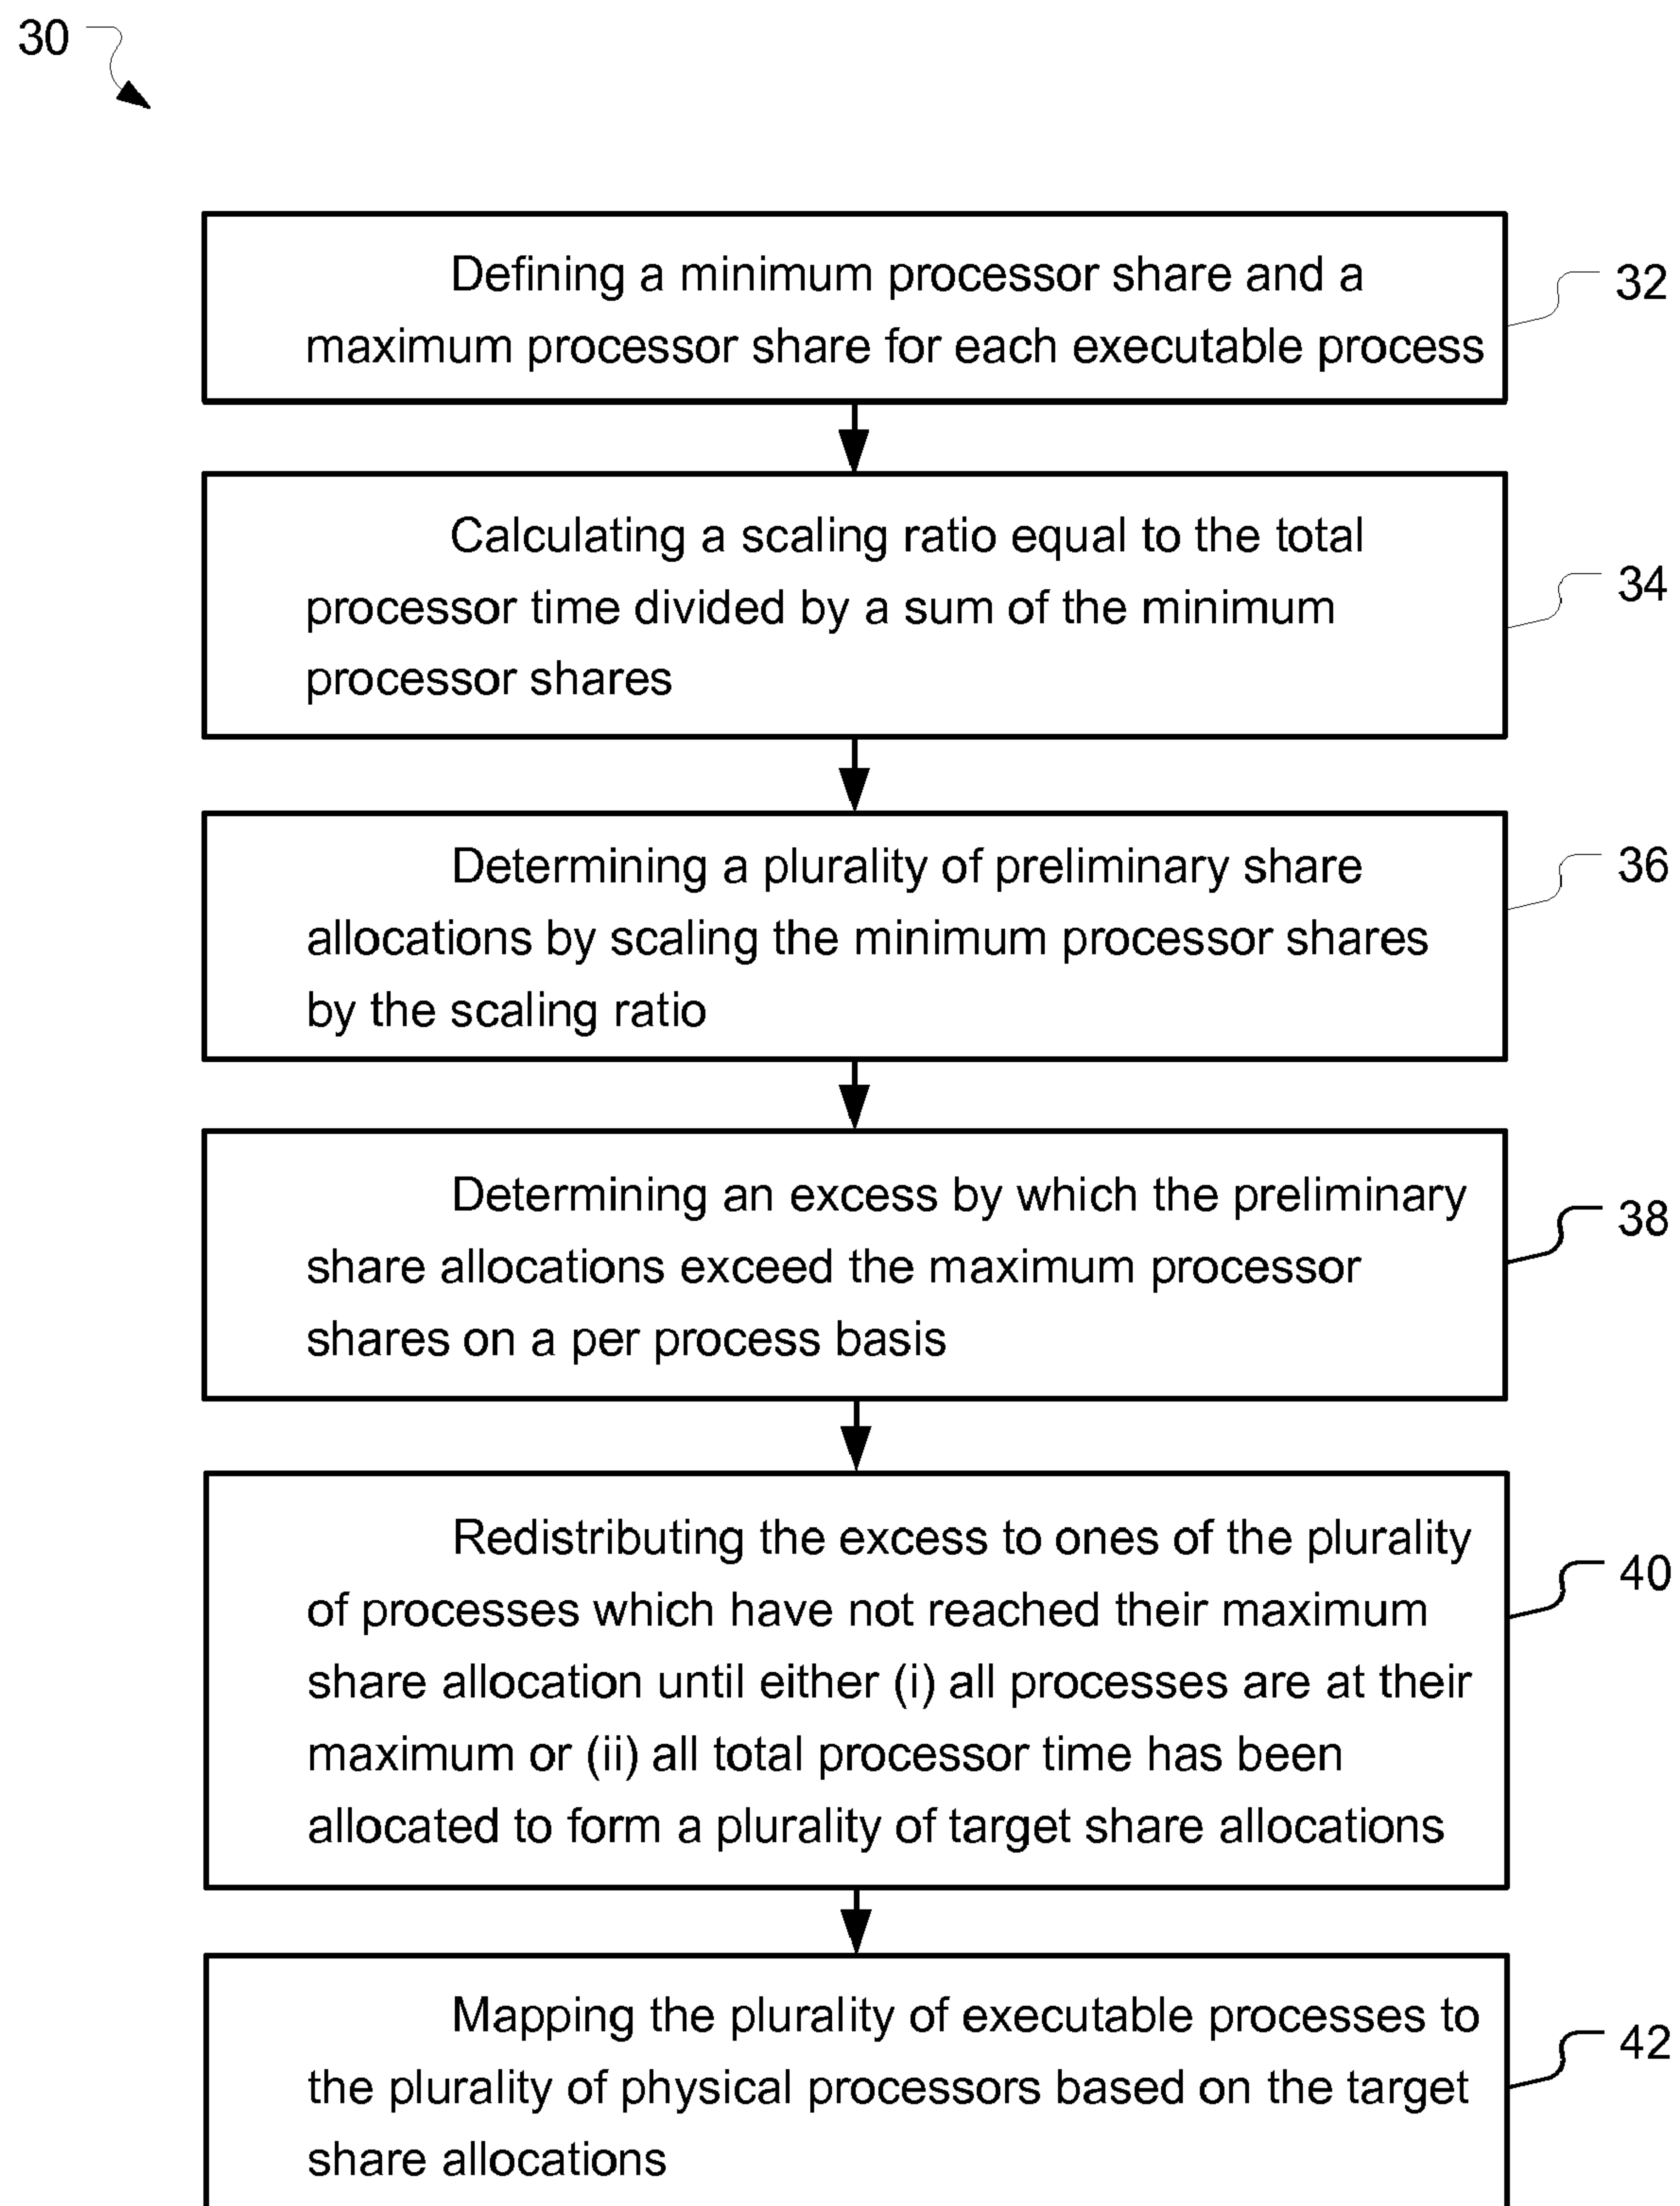 30
Defining a minimum processor share and a
maximum processor share for each executable process
32
Calculating a scaling ratio equal to the total
processor time divided by a sum of the minimum
processor shares
34
Determining a plurality of preliminary share
allocations by scaling the minimum processor shares
by the scaling ratio
36
Determining an excess by which the preliminary
share allocations exceed the maximum processor
shares on a per process basis
38
Redistributing the excess to ones of the plurality
of processes which have not reached their maximum
share allocation until either (i) all processes are at their
maximum or (ii) all total processor time has been
allocated to form a plurality of target share allocations
40
Mapping the plurality of executable processes to
the plurality of physical processors based on the target
share allocations
42